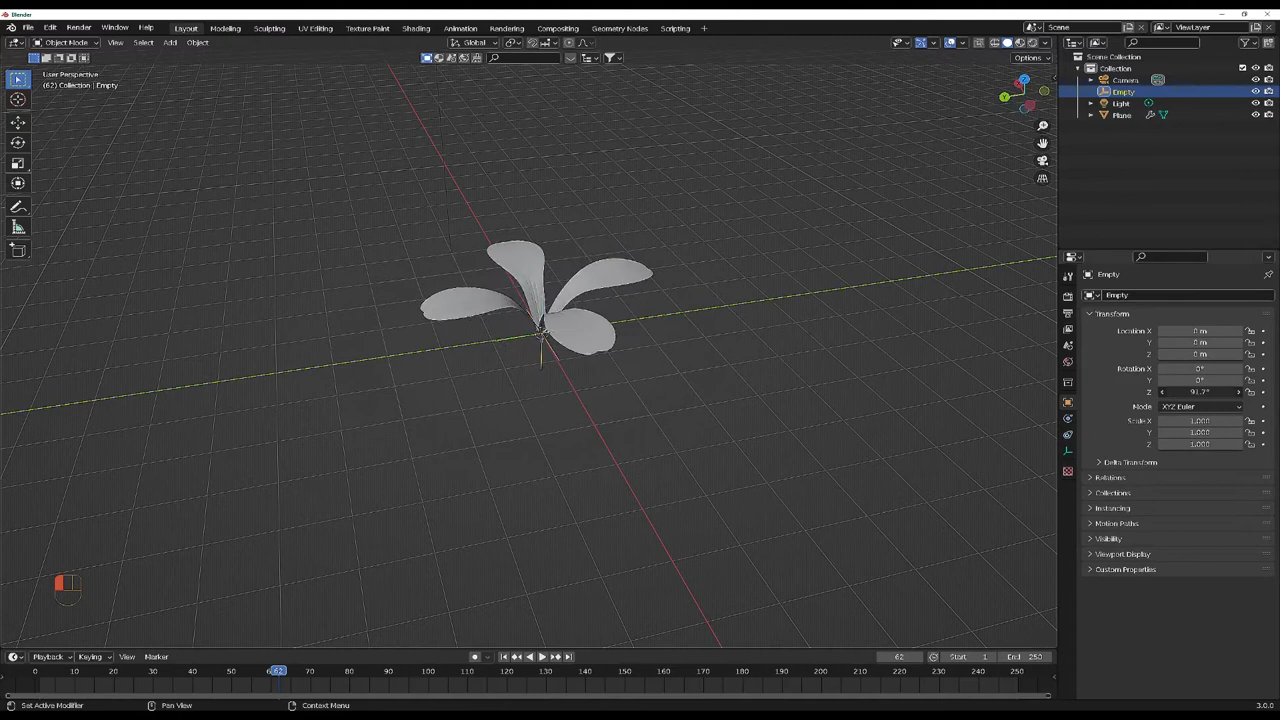 Blender
File Edit Render Window Help Layout Modeling Sculpting UV Editing Texture Paint Shading Animation Rendering Compositing Geometry Nodes Scripting Scene ViewLayer
Object Mode View Select Add Object Global
Options
User Perspective
(62) Collection | Empty
X
Y
Z
Scene Collection
Collection
Camera
Empty
Light
Plane
Empty
Empty
Transform
Location X 0 m
Y 0 m
Z 0 m
Rotation X 0°
Y 0°
Z 91.7°
Mode XYZ Euler
Scale X 1.000
Y 1.000
Z 1.000
Delta Transform
Relations
Collections
Instancing
Motion Paths
Visibility
Viewport Display
Custom Properties
Playback Keying View Marker 62 Start 1 End 250
0 10 20 30 40 50 62 70 80 90 100 110 120 130 140 150 160 170 180 190 200 210 220 230 240 250
Set Active Modifier Pan View Context Menu 3.0.0